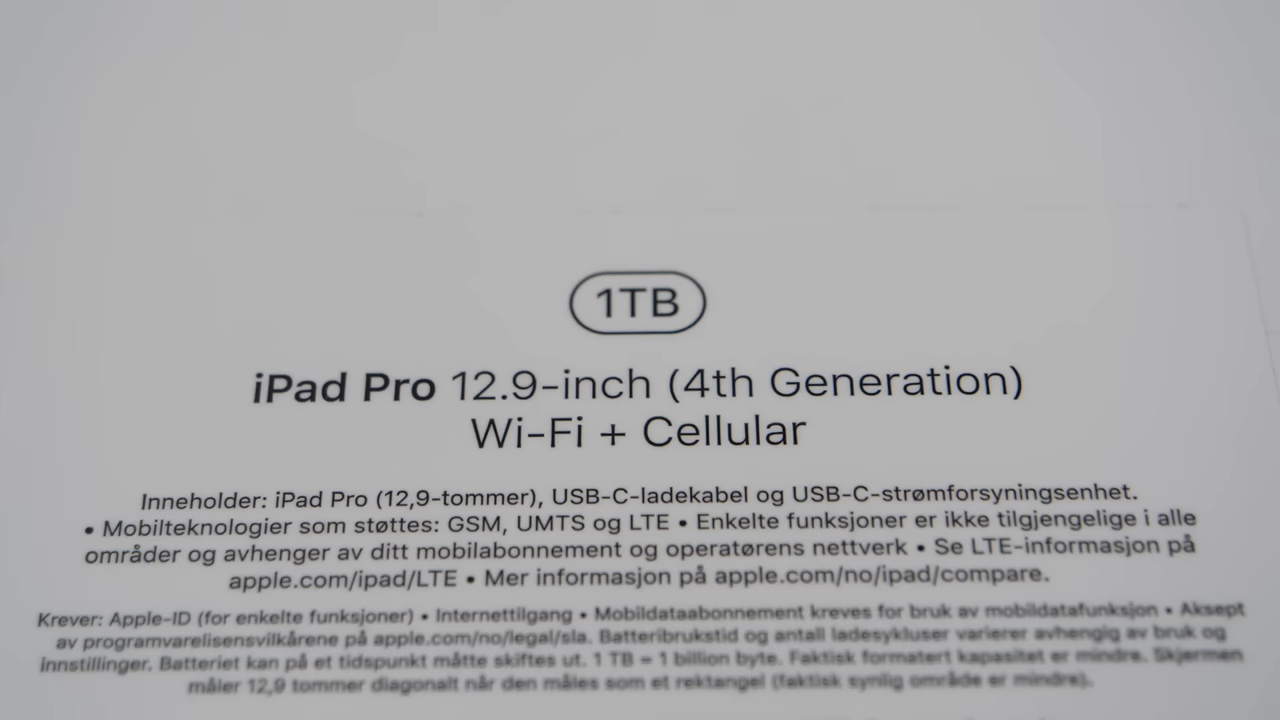 1TB
iPad Pro 12.9-inch (4th Generation)
Wi-Fi + Cellular
Inneholder: iPad Pro (12,9-tommer), USB-C-ladekabel og USB-C-strømforsyningsenhet.
• Mobilteknologier som støttes: GSM, UMTS og LTE • Enkelte funksjoner er ikke tilgjengelige i alle
områder og avhenger av ditt mobilabonnement og operatørens nettverk • Se LTE-informasjon på
apple.com/ipad/LTE • Mer informasjon på apple.com/no/ipad/compare.
Krever: Apple-ID (for enkelte funksjoner) • Internettilgang • Mobildataabonnement kreves for bruk av mobildatafunksjon • Aksept
av programvarelisensvilkårene på apple.com/no/legal/sla. Batteribrukstid og antall ladesykluser varierer avhengig av bruk og
innstillinger. Batteriet kan på et tidspunkt måtte skiftes ut. 1 TB = 1 billion byte. Faktisk formatert kapasitet er mindre. Skjermen
måler 12,9 tommer diagonalt når den måles som et rektangel (faktisk synlig område er mindre).